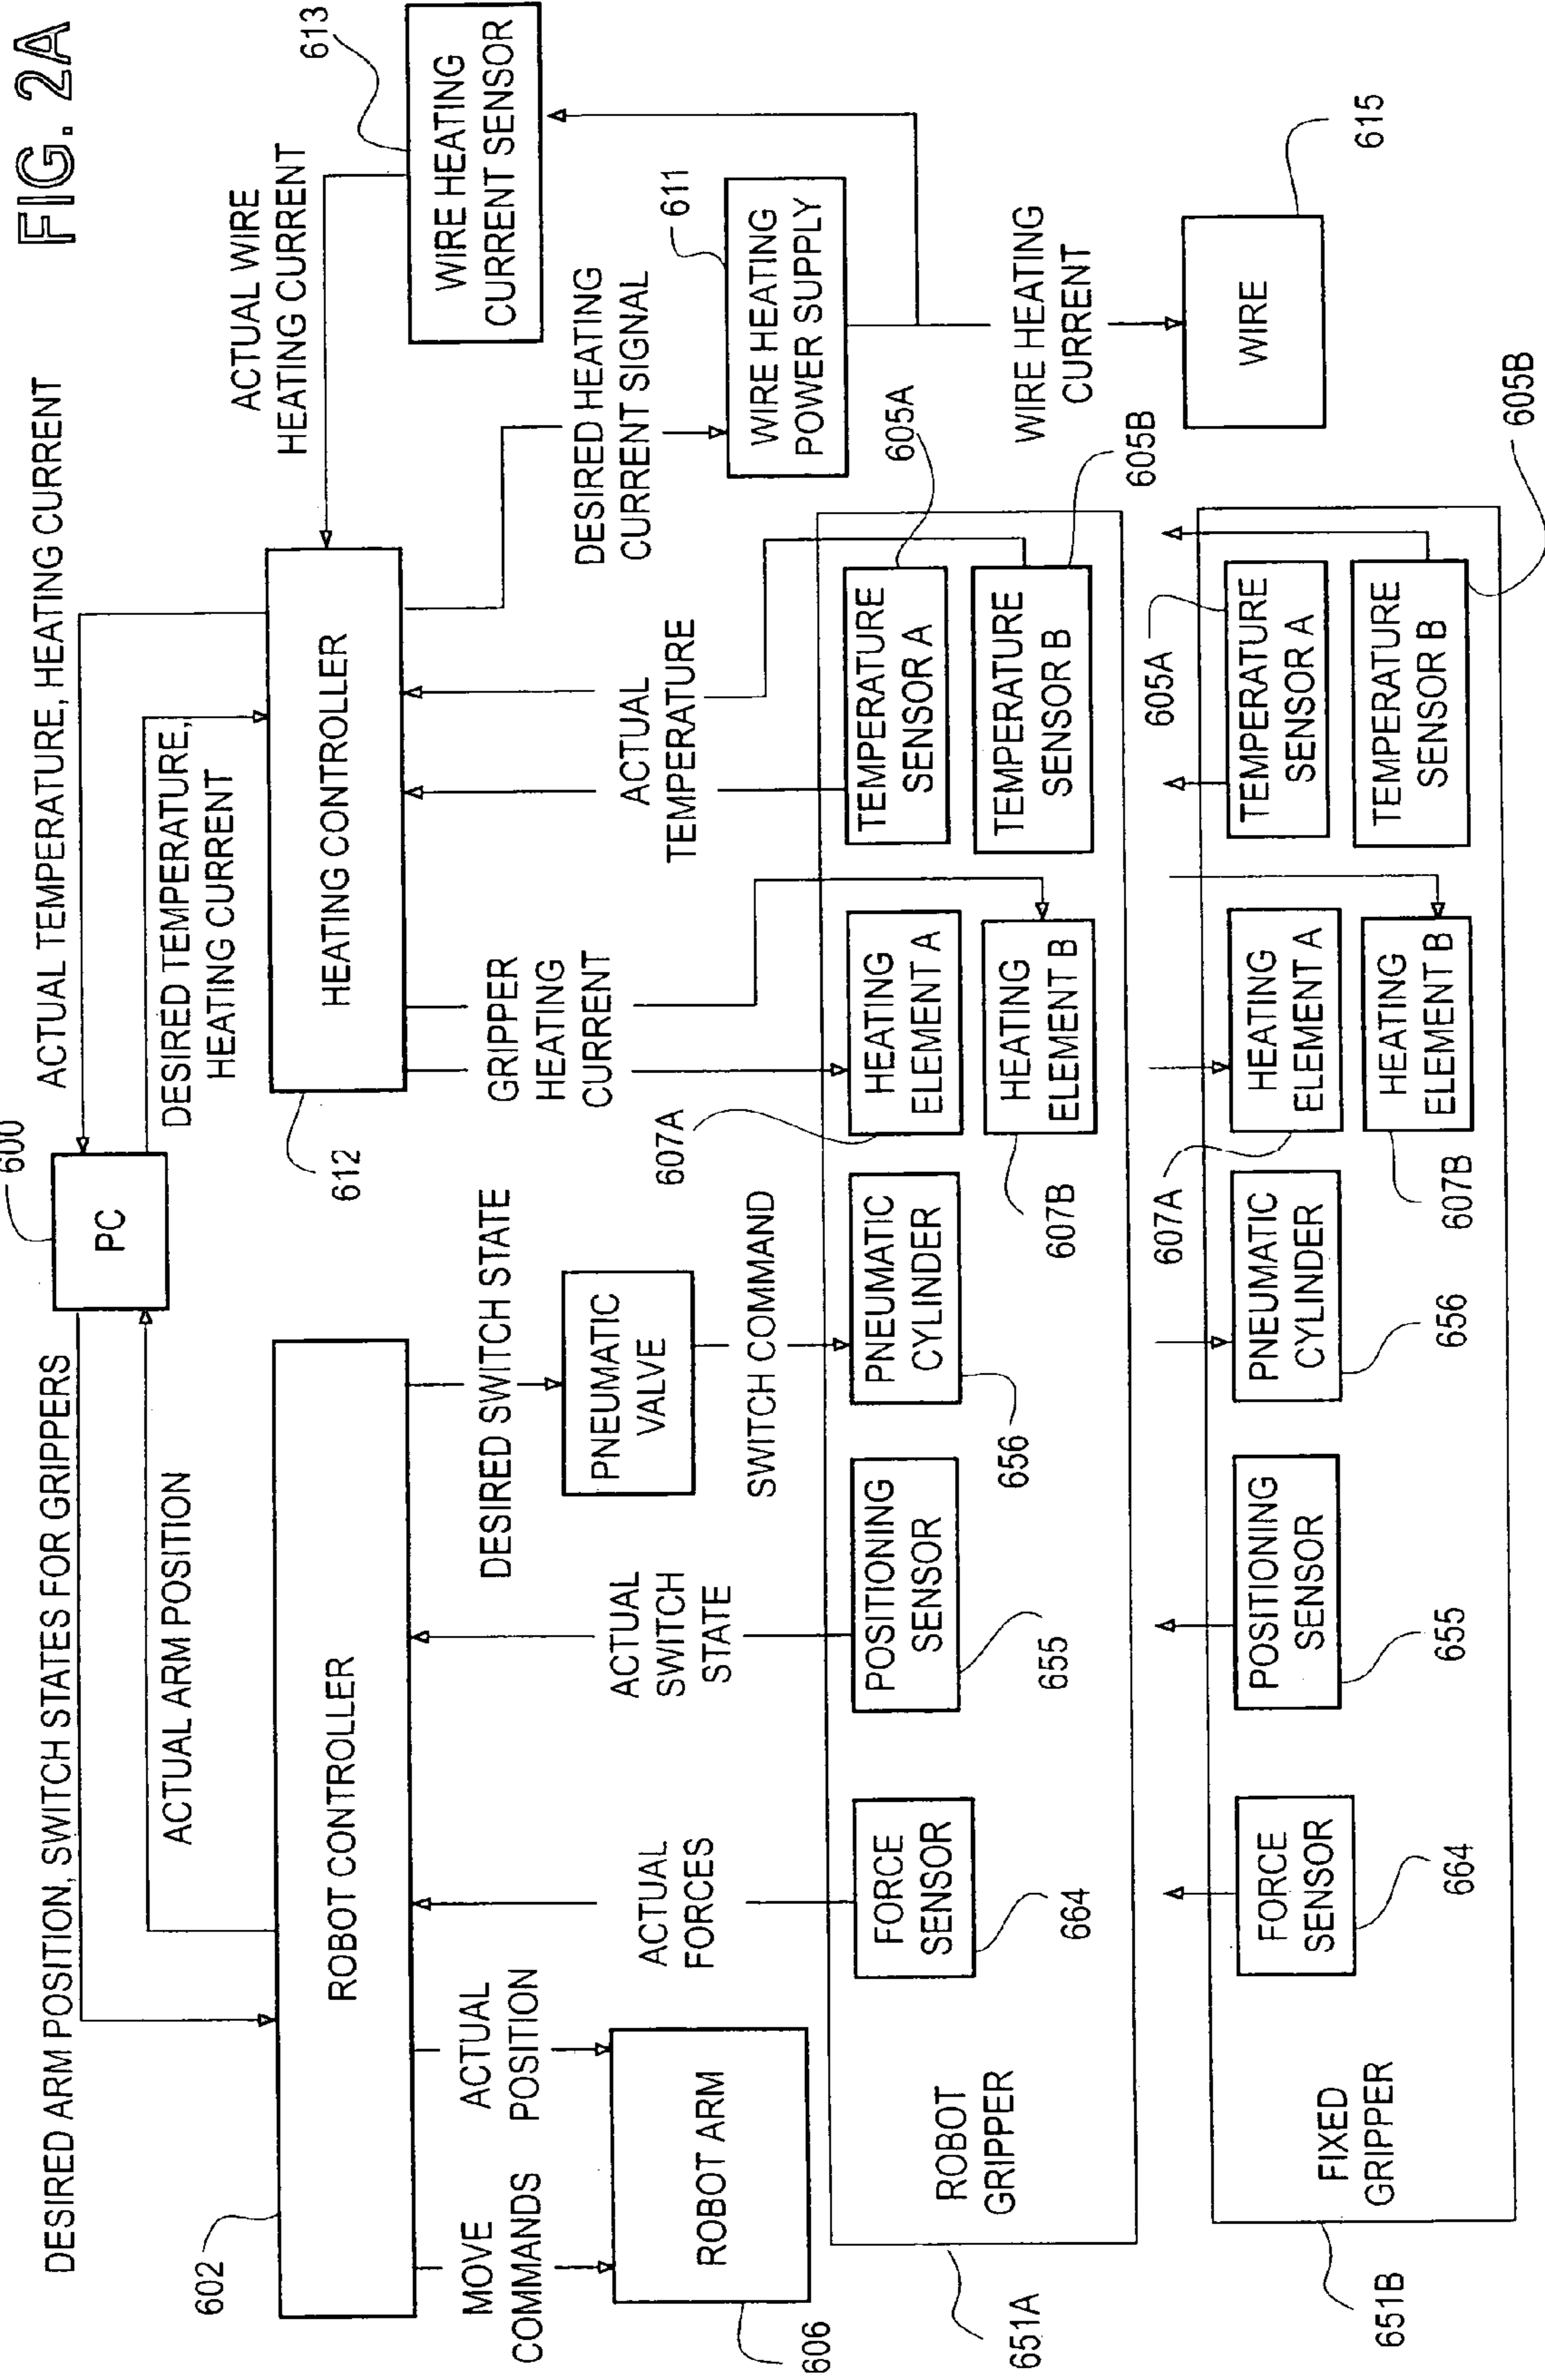 FIG. 2A
600
PC
DESIRED ARM POSITION, SWITCH STATES FOR GRIPPERS
ACTUAL ARM POSITION
ACTUAL TEMPERATURE, HEATING CURRENT
DESIRED TEMPERATURE,
HEATING CURRENT
602
ROBOT CONTROLLER
612
HEATING CONTROLLER
ACTUAL WIRE
HEATING CURRENT
613
WIRE HEATING
CURRENT SENSOR
MOVE
COMMANDS
ACTUAL
POSITION
ACTUAL
FORCES
ACTUAL
SWITCH
STATE
DESIRED SWITCH STATE
PNEUMATIC
VALVE
SWITCH COMMAND
GRIPPER
HEATING
CURRENT
ACTUAL
TEMPERATURE
DESIRED HEATING
CURRENT SIGNAL
611
WIRE HEATING
POWER SUPPLY
WIRE HEATING
CURRENT
WIRE
615
606
ROBOT ARM
651A
ROBOT
GRIPPER
FORCE
SENSOR
664
POSITIONING
SENSOR
655
PNEUMATIC
CYLINDER
656
607A
HEATING
ELEMENT A
607B
HEATING
ELEMENT B
605A
TEMPERATURE
SENSOR A
605B
TEMPERATURE
SENSOR B
651B
FIXED
GRIPPER
FORCE
SENSOR
664
POSITIONING
SENSOR
655
PNEUMATIC
CYLINDER
656
607A
HEATING
ELEMENT A
607B
HEATING
ELEMENT B
605A
TEMPERATURE
SENSOR A
605B
TEMPERATURE
SENSOR B